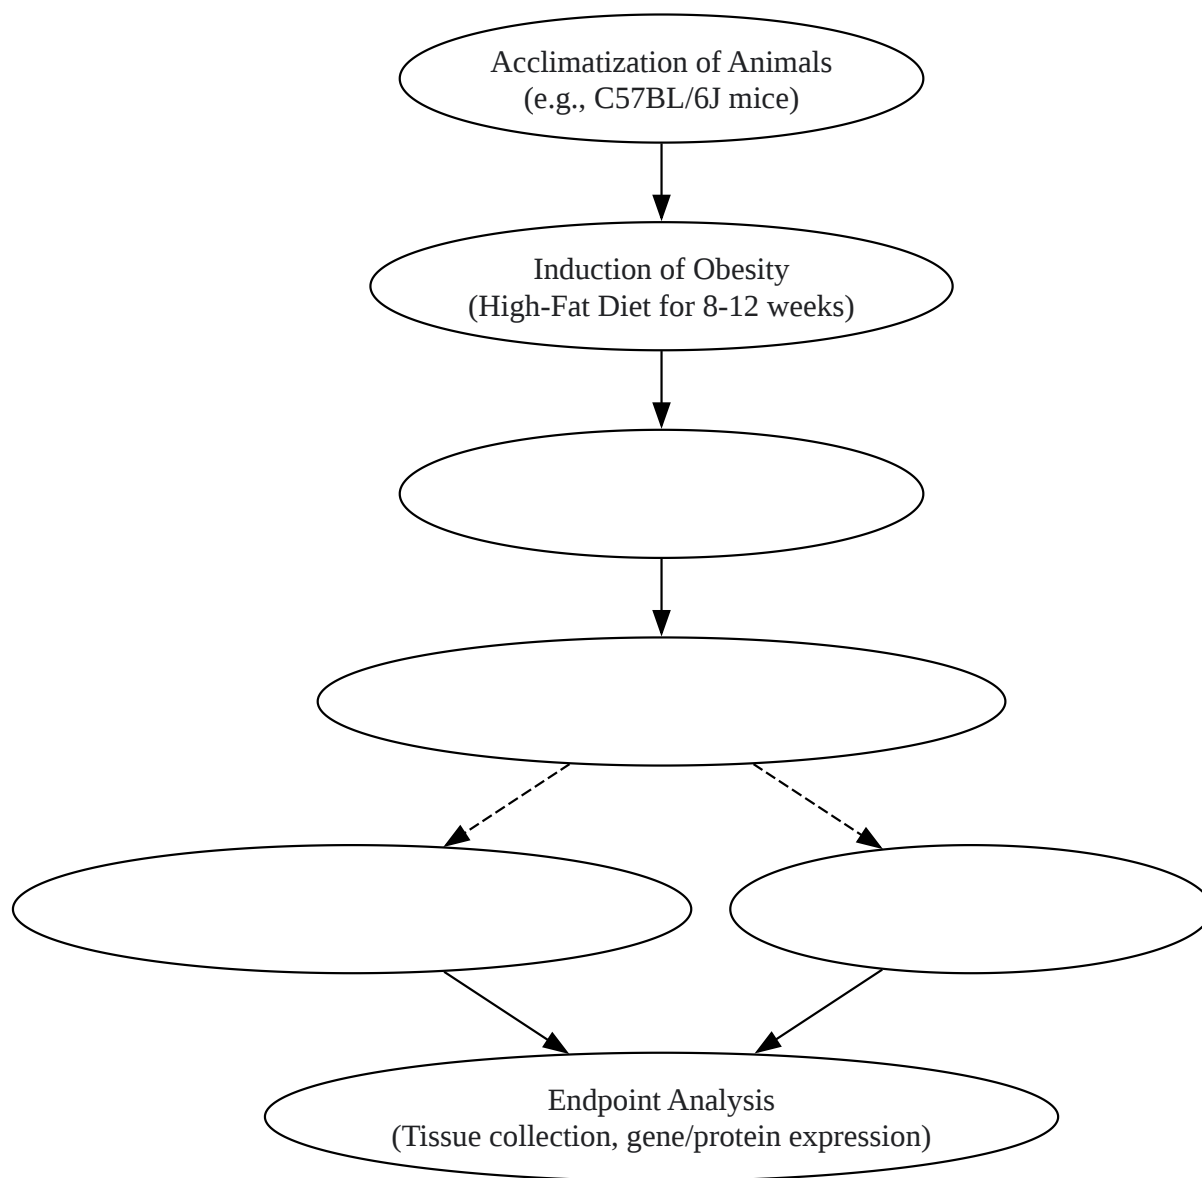 Acclimatization of Animals
(e.g., C57BL/6J mice)
Induction of Obesity
(High-Fat Diet for 8-12 weeks)
Endpoint Analysis
(Tissue collection, gene/protein expression)